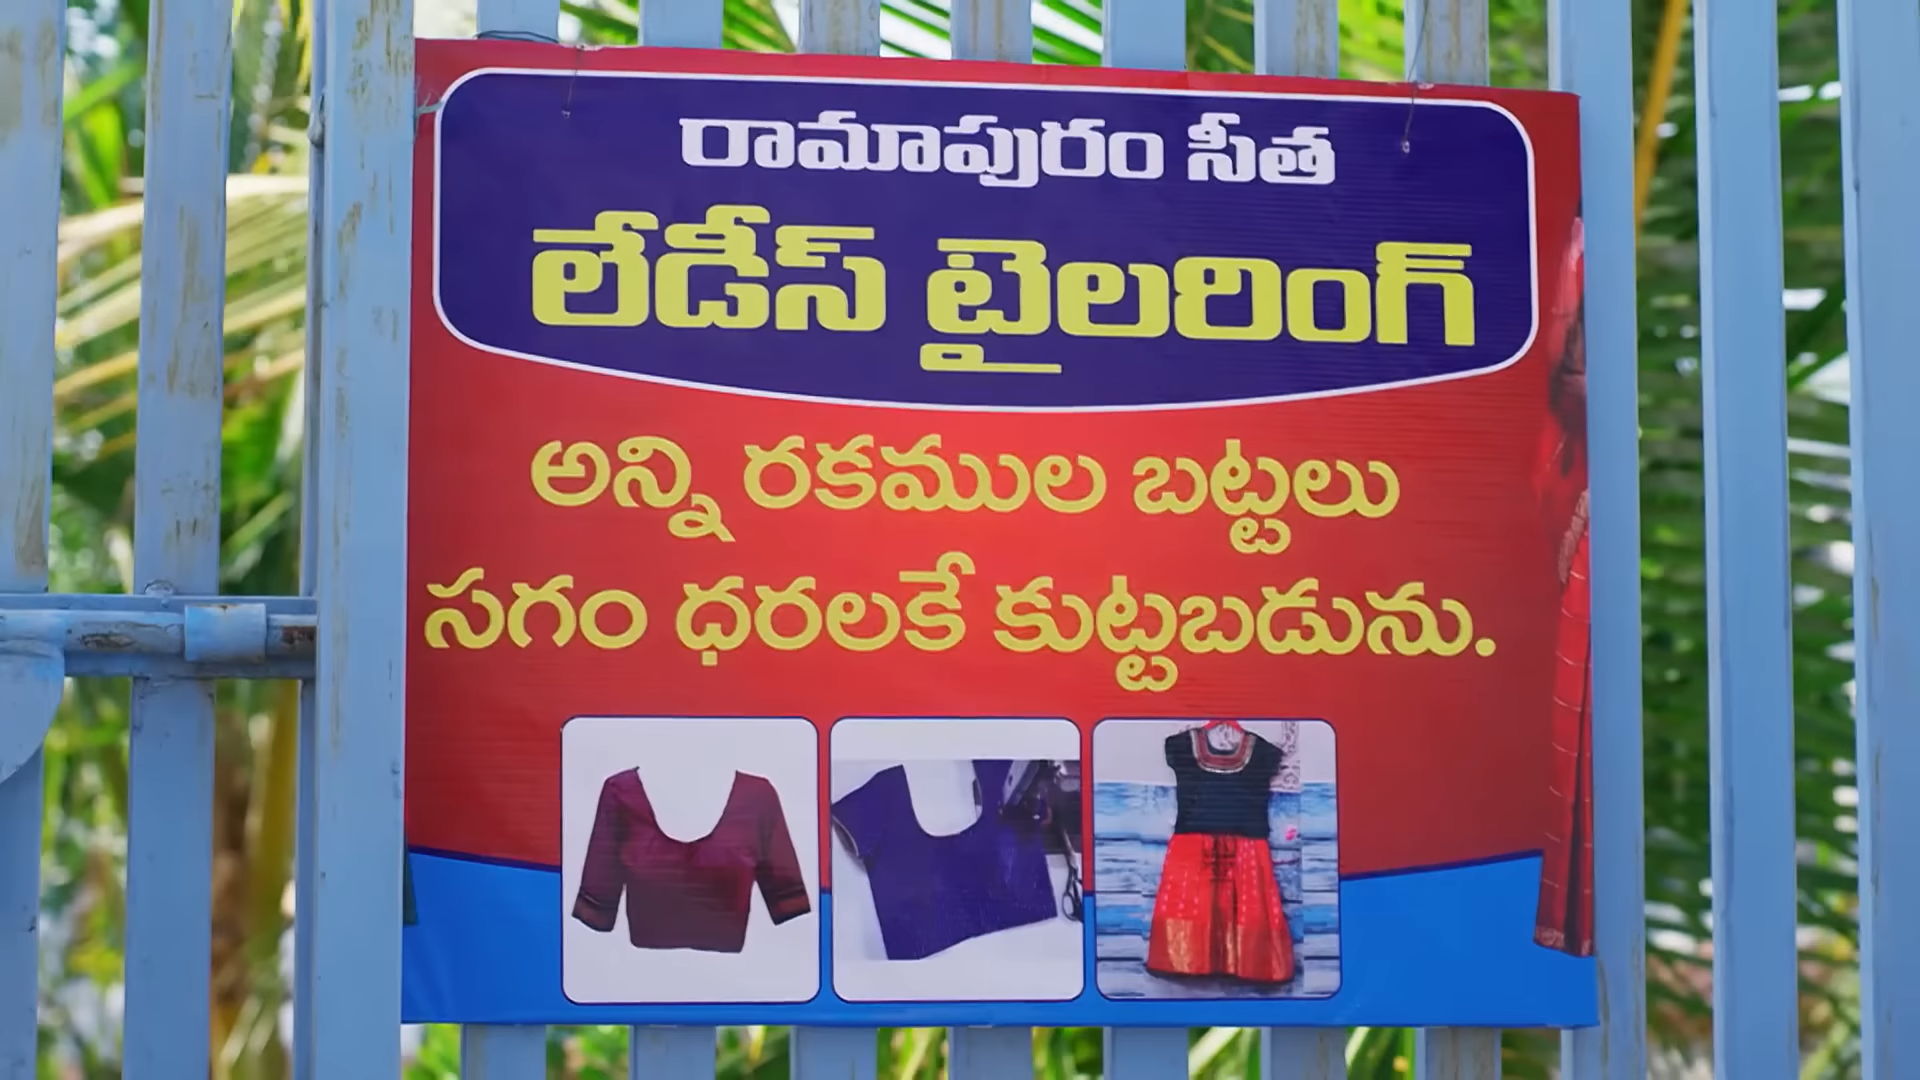 రామాపురం సీత
లేడీస్ టైలరింగ్
అన్ని రకముల బట్టలు
సగం ధరలకే కుట్టబడును.